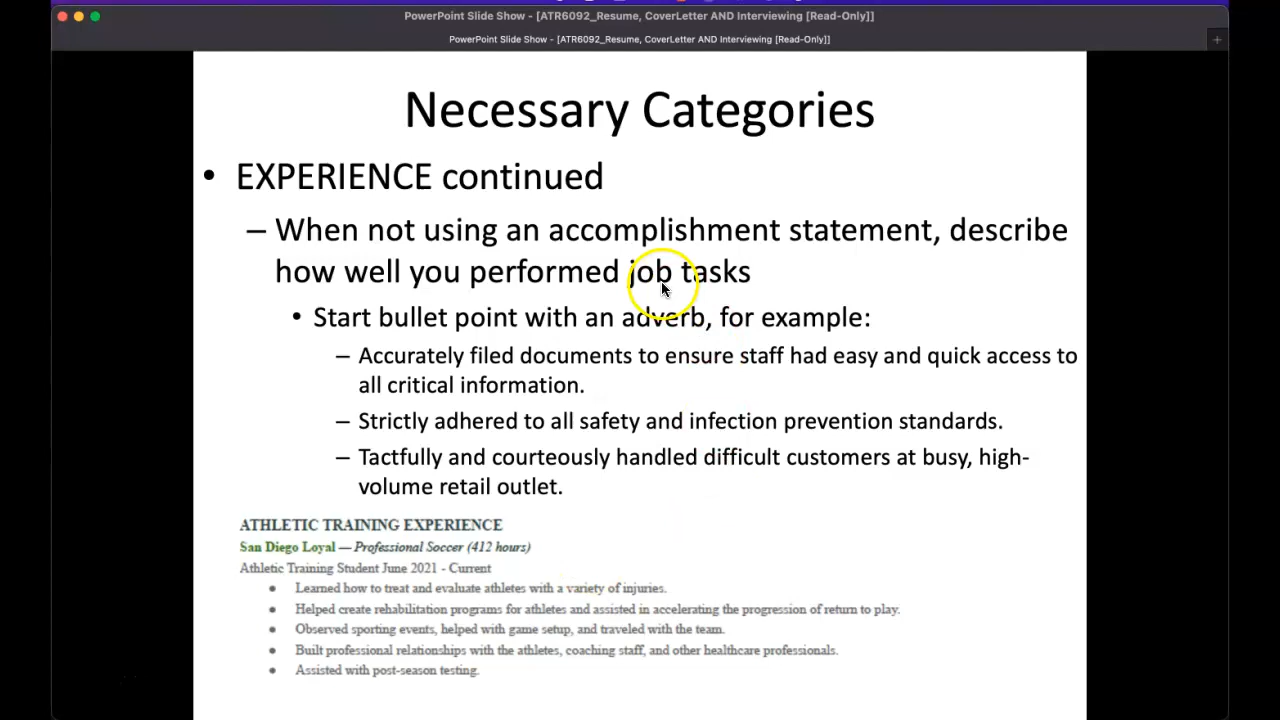 PowerPoint Slide Show - [ATR6092_Resume, CoverLetter AND Interviewing [Read-Only]]
PowerPoint Slide Show - [ATR6092_Resume, CoverLetter AND Interviewing [Read-Only]]
Necessary Categories
• EXPERIENCE continued
– When not using an accomplishment statement, describe
how well you performed job tasks
• Start bullet point with an adverb, for example:
– Accurately filed documents to ensure staff had easy and quick access to
all critical information.
– Strictly adhered to all safety and infection prevention standards.
– Tactfully and courteously handled difficult customers at busy, high-
volume retail outlet.
ATHLETIC TRAINING EXPERIENCE
San Diego Loyal — Professional Soccer (412 hours)
Athletic Training Student June 2021 - Current
• Learned how to treat and evaluate athletes with a variety of injuries.
• Helped create rehabilitation programs for athletes and assisted in accelerating the progression of return to play.
• Observed sporting events, helped with game setup, and traveled with the team.
• Built professional relationships with the athletes, coaching staff, and other healthcare professionals.
• Assisted with post-season testing.